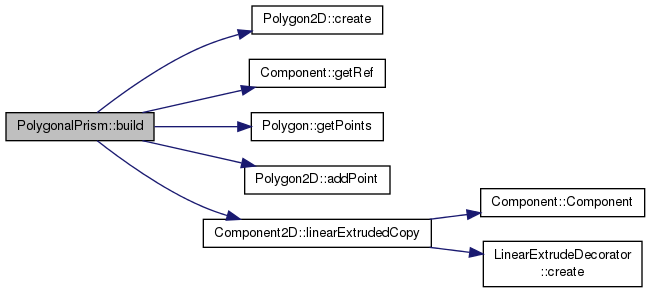 Polygon2D::create
Component::getRef
PolygonalPrism::build
Polygon::getPoints
Polygon2D::addPoint
Component::Component
Component2D::linearExtrudedCopy
LinearExtrudeDecorator
::create